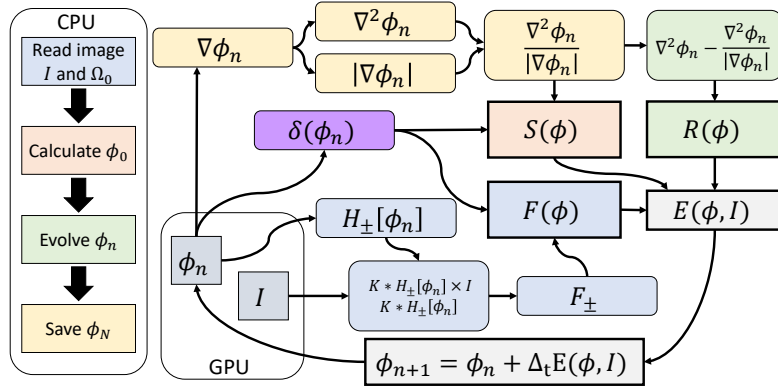 CPU
Read image
I and Ω₀
Calculate ϕ₀
Evolve ϕₙ
Save ϕ_N
∇ϕₙ
∇²ϕₙ
|∇ϕₙ|
∇²ϕₙ
|∇ϕₙ|
∇²ϕₙ − ∇²ϕₙ
|∇ϕₙ|
δ(ϕₙ)
S(ϕ)
R(ϕ)
H±[ϕₙ]
F(ϕ)
E(ϕ, I)
ϕₙ
I
K * H±[ϕₙ] × I
K * H±[ϕₙ]
F±
GPU
ϕₙ₊₁ = ϕₙ + ΔₜE(ϕ, I)